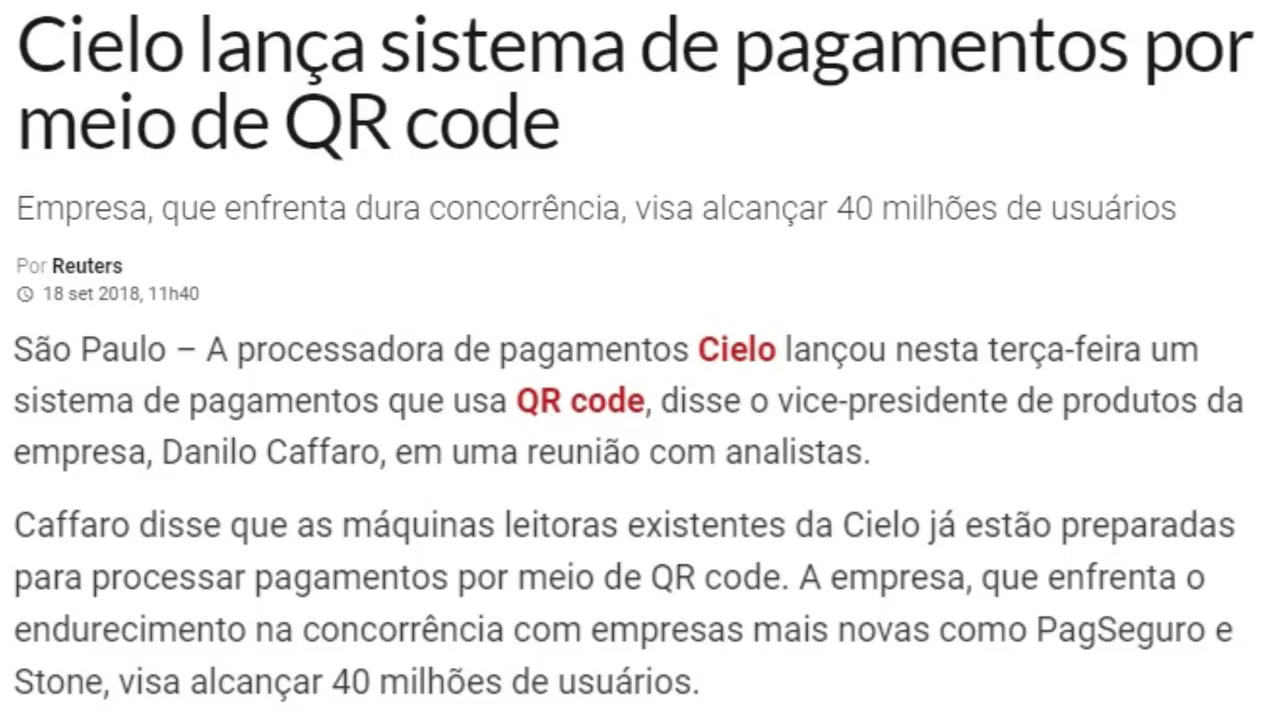 Cielo lança sistema de pagamentos por
meio de QR code
Empresa, que enfrenta dura concorrência, visa alcançar 40 milhões de usuários
Por Reuters
18 set 2018, 11h40
São Paulo – A processadora de pagamentos Cielo lançou nesta terça-feira um
sistema de pagamentos que usa QR code, disse o vice-presidente de produtos da
empresa, Danilo Caffaro, em uma reunião com analistas.
Caffaro disse que as máquinas leitoras existentes da Cielo já estão preparadas
para processar pagamentos por meio de QR code. A empresa, que enfrenta o
endurecimento na concorrência com empresas mais novas como PagSeguro e
Stone, visa alcançar 40 milhões de usuários.